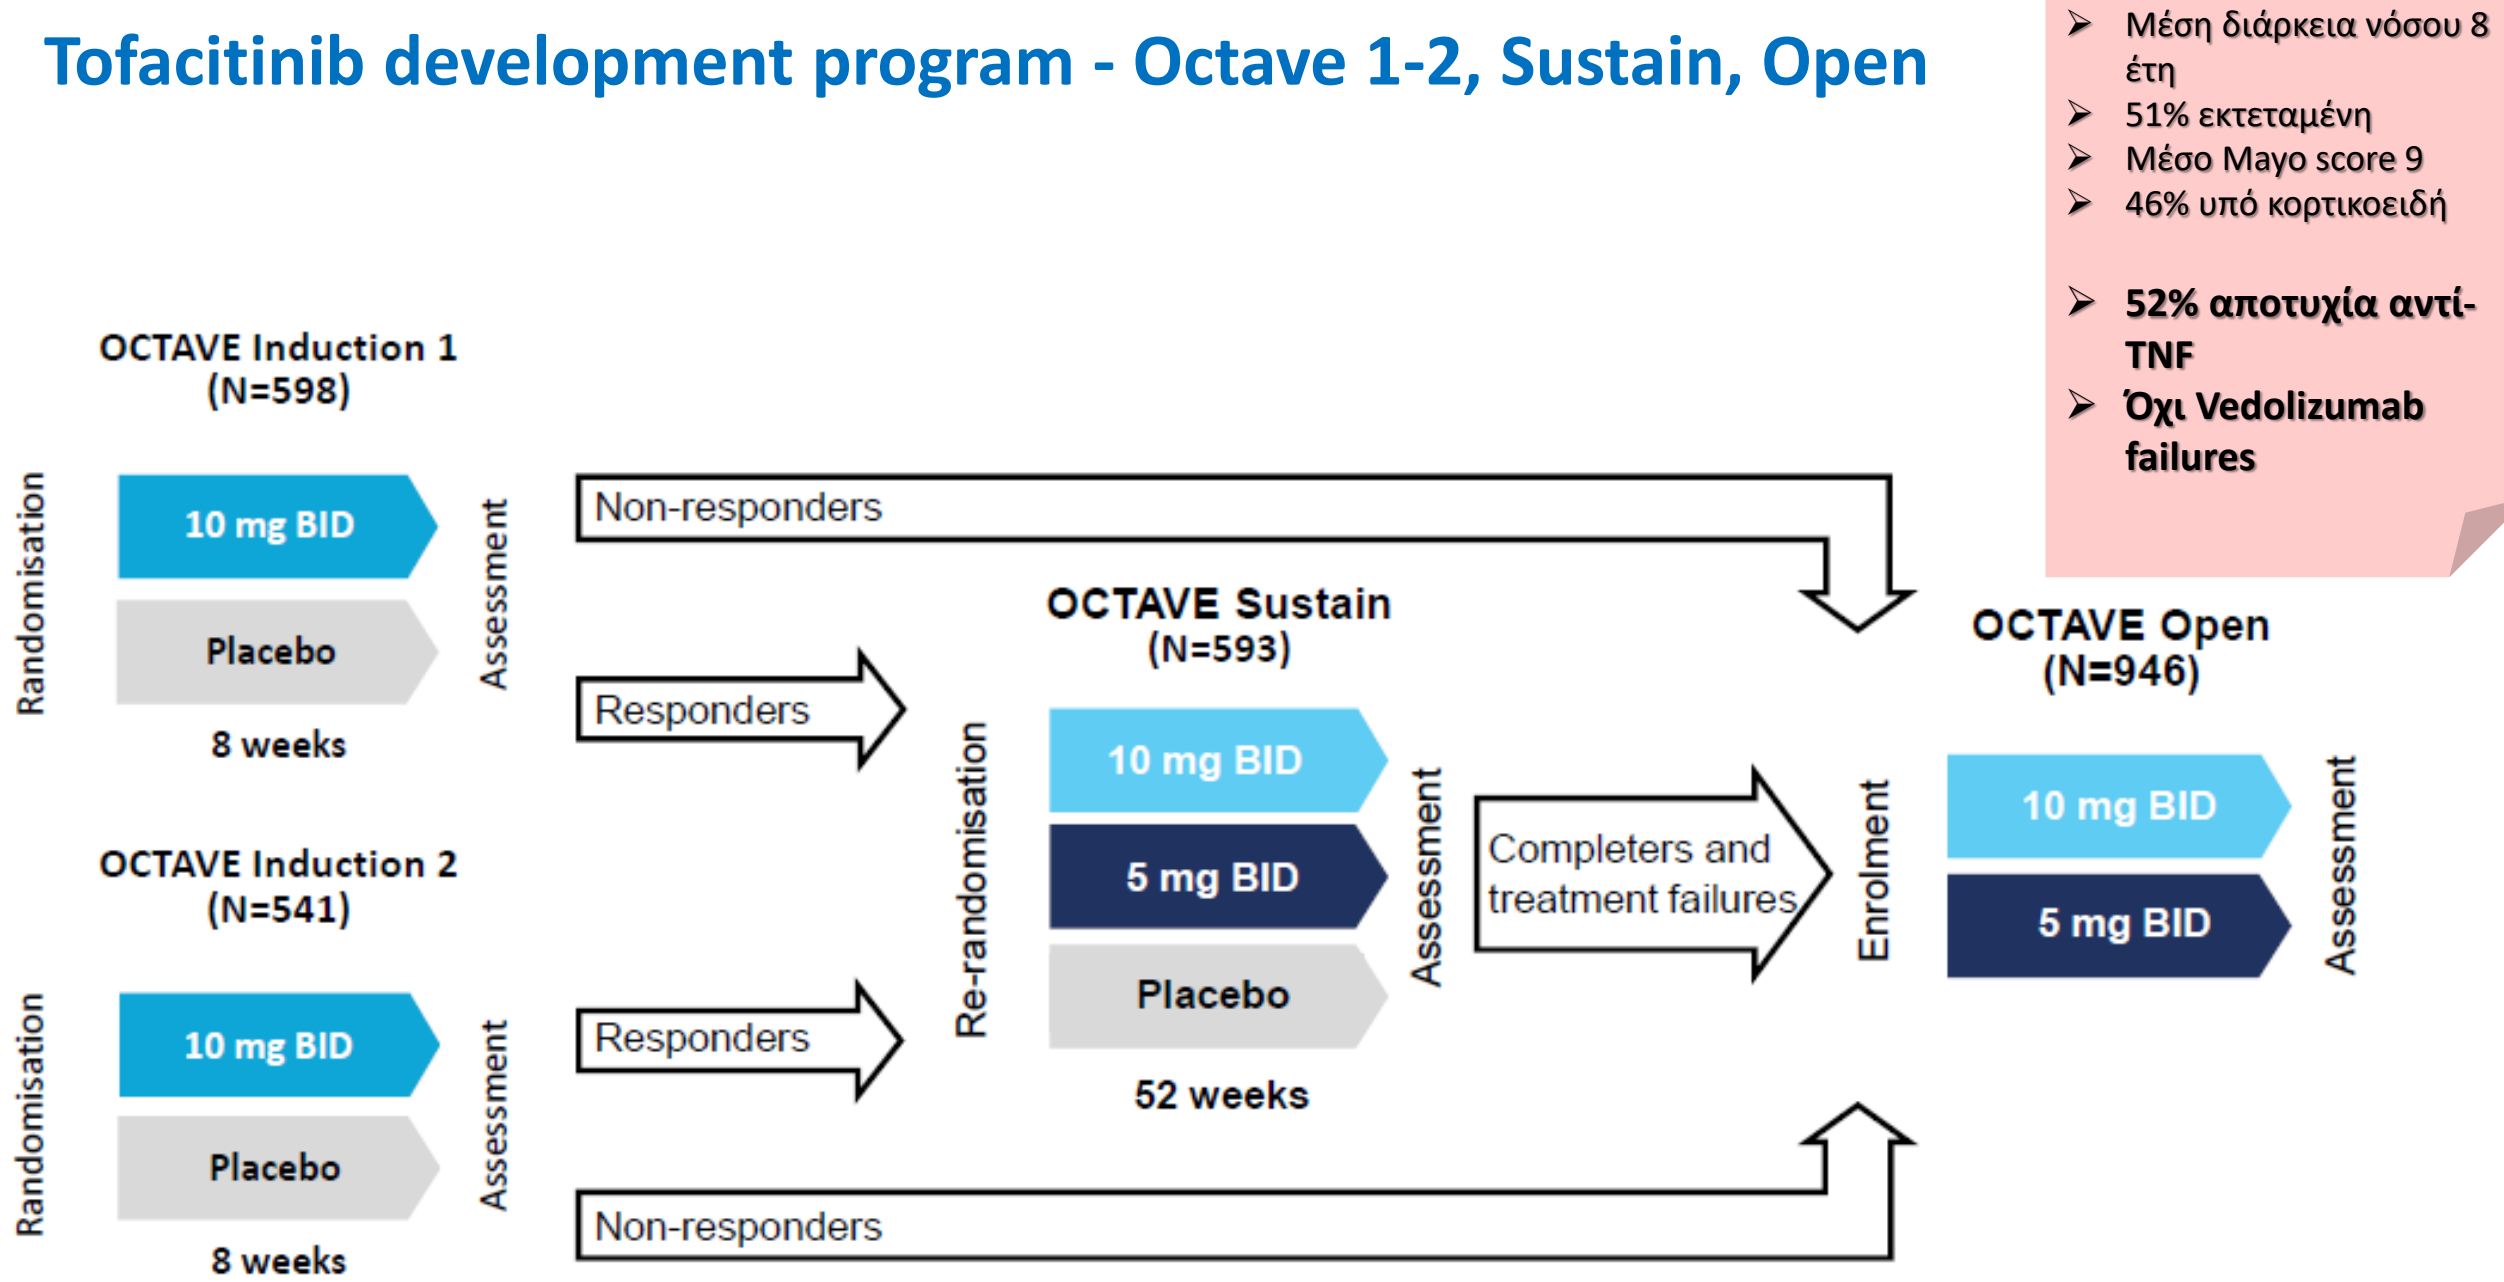 Tofacitinib development program - Octave 1-2, Sustain, Open
➢ Μέση διάρκεια νόσου 8
έτη
➢ 51% εκτεταμένη
➢ Μέσο Mayo score 9
➢ 46% υπό κορτικοειδή
➢ 52% αποτυχία αντί-
TNF
➢ Όχι Vedolizumab
failures
OCTAVE Induction 1
(N=598)
Randomisation
10 mg BID
Placebo
8 weeks
Assessment
Non-responders
Responders
OCTAVE Induction 2
(N=541)
Randomisation
10 mg BID
Placebo
8 weeks
Assessment
Responders
Non-responders
OCTAVE Sustain
(N=593)
Re-randomisation
10 mg BID
5 mg BID
Placebo
52 weeks
Assessment
Completers and
treatment failures
OCTAVE Open
(N=946)
Enrolment
10 mg BID
5 mg BID
Assessment